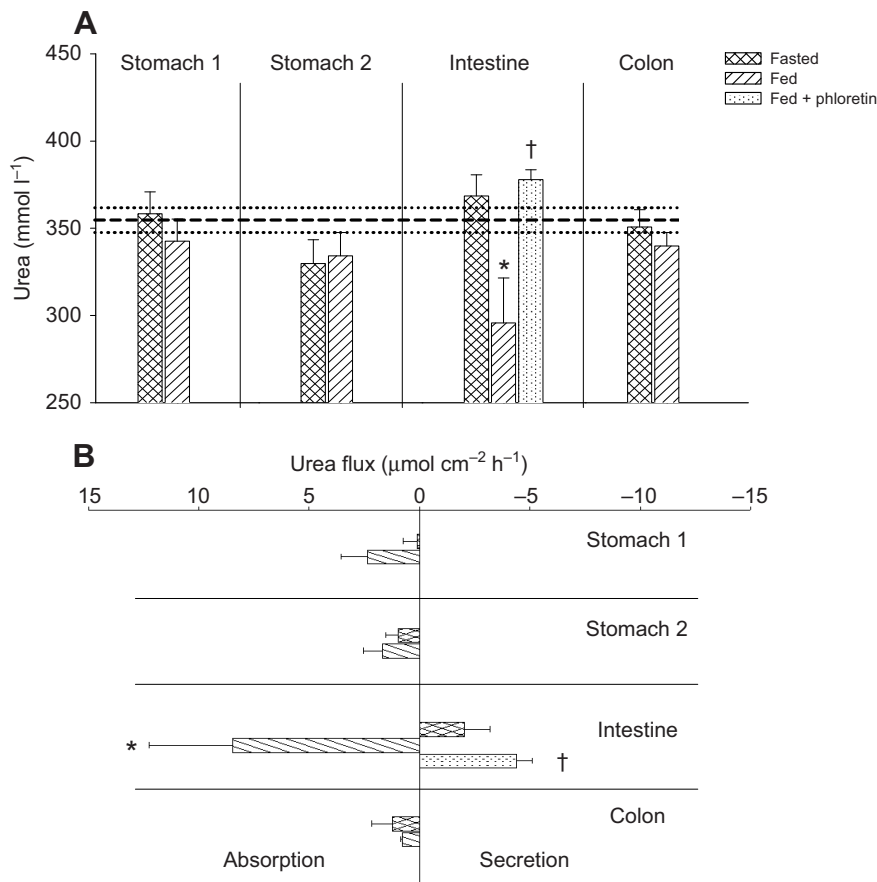 A
450
400
350
300
250
Urea (mmol l⁻¹)
Stomach 1
Stomach 2
Intestine
Colon
†
*
Fasted
Fed
Fed + phloretin
B
Urea flux (μmol cm⁻² h⁻¹)
15
10
5
0
–5
–10
–15
Stomach 1
Stomach 2
Intestine
*
†
Colon
Absorption
Secretion